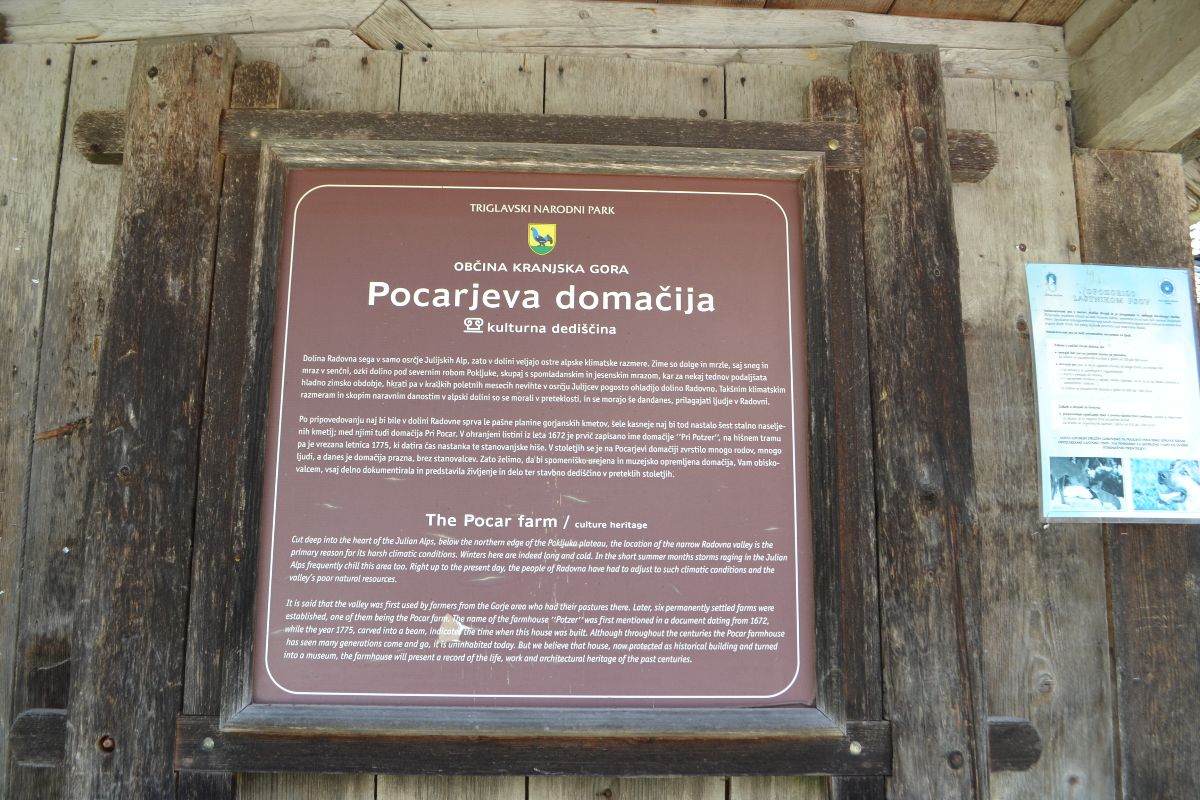 TRIGLAVSKI NARODNI PARK
OBČINA KRANJSKA GORA
Pocarjeva domačija
kulturna dediščina
Dolina Radovna sega v samo osrčje Julijskih Alp, zato v dolini veljajo ostre alpske klimatske razmere. Zime so dolge in mrzle, saj sneg in
mraz v senčni, ozki dolino pod severnim robom Pokljuke, skupaj s spomladanskim in jesenskim mrazom, kar za nekaj tednov podaljšata
hladno zimsko obdobje, hkrati pa v kratkih poletnih mesecih nevihte v osrčju Julijcev pogosto ohladijo dolino Radovno. Takšnim klimatskim
razmeram in skopim naravnim danostim v alpski dolini so se morali v preteklosti, in se morajo še dandanes, prilagajati ljudje v Radovni.
Po pripovedovanju naj bi bile v dolini Radovne sprva le pašne planine gorjanskih kmetov, šele kasneje naj bi tod nastalo šest stalno naselje-
nih kmetij; med njimi tudi domačija Pri Pocar. V ohranjeni listini iz leta 1672 je prvič zapisano ime domačije "Pri Potzer", na hišnem tramu
pa je vrezana letnica 1775, ki datira čas nastanka te stanovanjske hiše. V stoletjih se je na Pocarjevi domačiji zvrstilo mnogo rodov, mnogo
ljudi, a danes je domačija prazna, brez stanovalcev. Zato želimo, da bi spomeniško urejena in muzejsko opremljena domačija, Vam obisko-
valcem, vsaj delno dokumentirala in predstavila življenje in delo ter stavbno dediščino v preteklih stoletjih.
The Pocar farm / culture heritage
Cut deep into the heart of the Julian Alps, below the northern edge of the Pokljuka plateau, the location of the narrow Radovna valley is the
primary reason for its harsh climatic conditions. Winters here are indeed long and cold. In the short summer months storms raging in the Julian
Alps frequently chill this area too. Right up to the present day, the people of Radovna have had to adjust to such climatic conditions and the
valley's poor natural resources.
It is said that the valley was first used by farmers from the Gorje area who had their pastures there. Later, six permanently settled farms were
established, one of them being the Pocar farm. The name of the farmhouse "Potzer" was first mentioned in a document dating from 1672,
while the year 1775, carved into a beam, indicates the time when this house was built. Although throughout the centuries the Pocar farmhouse
has seen many generations come and go, it is uninhabited today. But we believe that house, now protected as historical building and turned
into a museum, the farmhouse will present a record of the life, work and architectural heritage of the past centuries.
OPOZORILO
LASTNIKOM PSOV